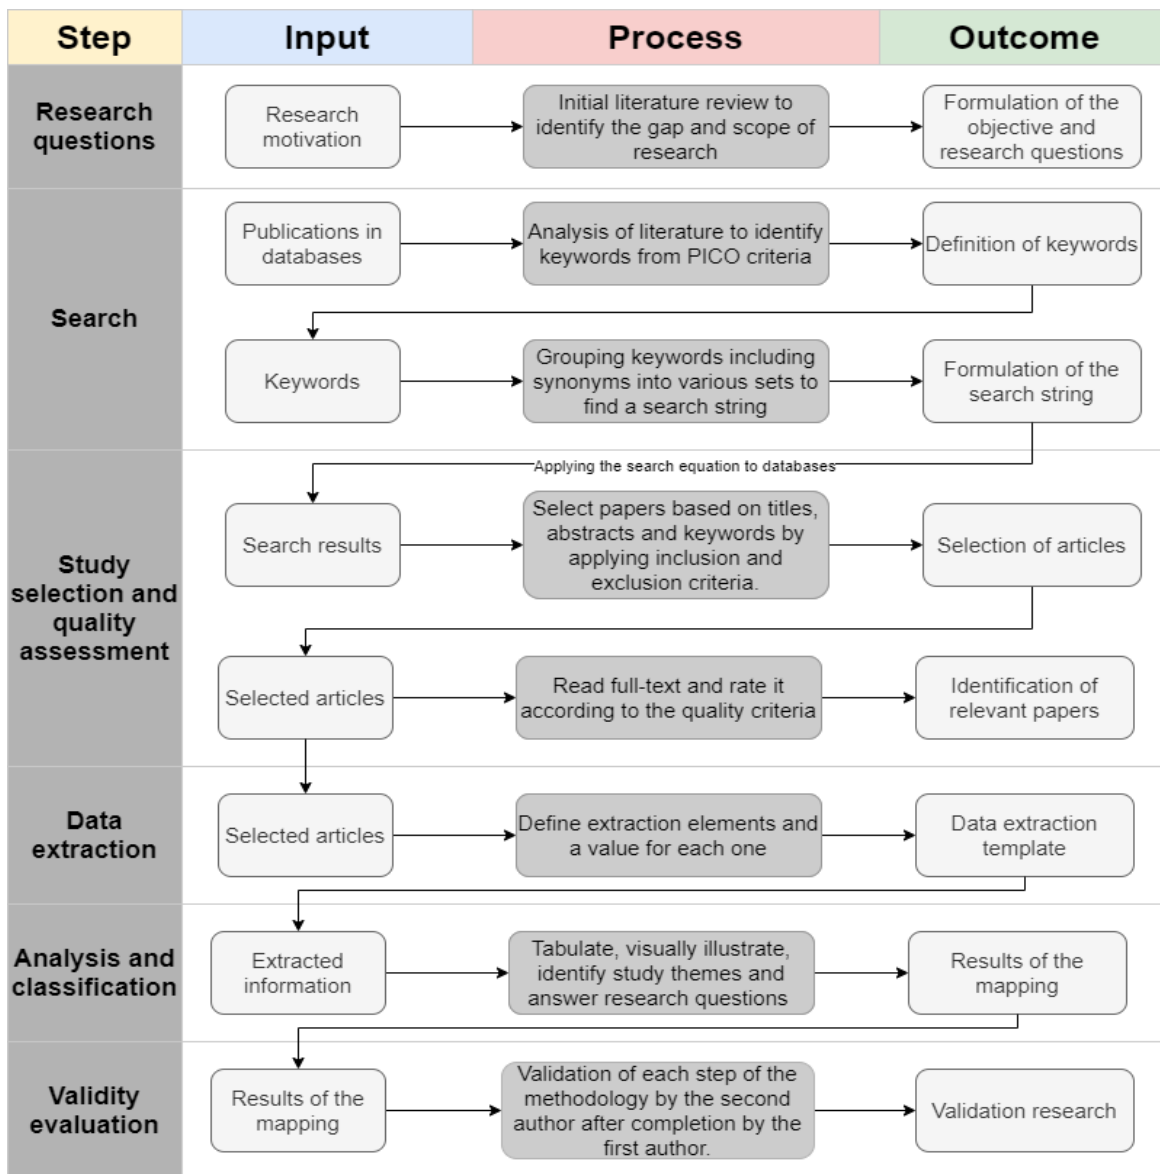 Step
Input
Process
Outcome
Research
questions
Research
motivation
Initial literature review to
identify the gap and scope of
research
Formulation of the
objective and
research questions
Search
Publications in
databases
Analysis of literature to identify
keywords from PICO criteria
Definition of keywords
Keywords
Grouping keywords including
synonyms into various sets to
find a search string
Formulation of the
search string
Applying the search equation to databases
Study
selection and
quality
assessment
Search results
Select papers based on titles,
abstracts and keywords by
applying inclusion and
exclusion criteria.
Selection of articles
Selected articles
Read full-text and rate it
according to the quality criteria
Identification of
relevant papers
Data
extraction
Selected articles
Define extraction elements and
a value for each one
Data extraction
template
Analysis and
classification
Extracted
information
Tabulate, visually illustrate,
identify study themes and
answer research questions
Results of the
mapping
Validity
evaluation
Results of the
mapping
Validation of each step of the
methodology by the second
author after completion by the
first author.
Validation research